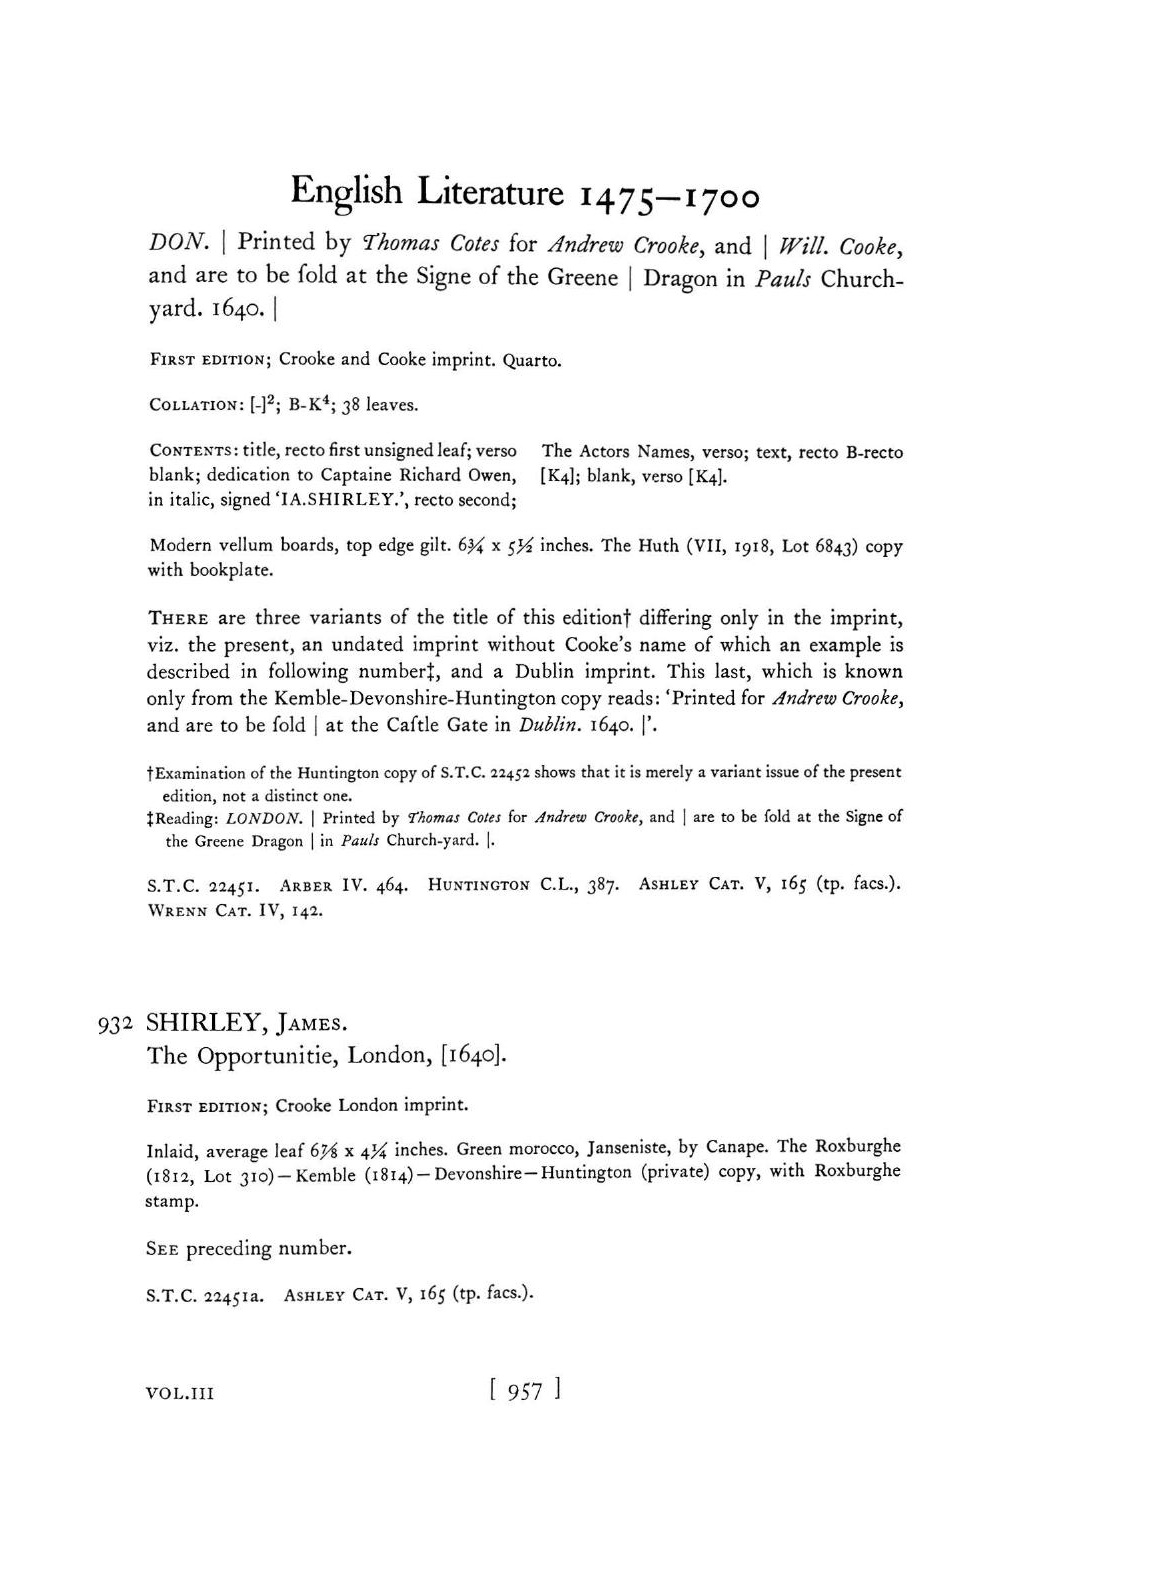 English Literature 1475—1700
DON. | Printed by Thomas Cotes for Andrew Crooke, and | Will. Cooke,
and are to be ſold at the Signe of the Greene | Dragon in Pauls Church-
yard. 1640. |
FIRST EDITION; Crooke and Cooke imprint. Quarto.
COLLATION: [-]²; B-K⁴; 38 leaves.
CONTENTS: title, recto first unsigned leaf; verso
blank; dedication to Captaine Richard Owen,
in italic, signed ‘IA.SHIRLEY.’, recto second;
The Actors Names, verso; text, recto B-recto
[K4]; blank, verso [K4].
Modern vellum boards, top edge gilt. 6¾ x 5½ inches. The Huth (VII, 1918, Lot 6843) copy
with bookplate.
THERE are three variants of the title of this edition† differing only in the imprint,
viz. the present, an undated imprint without Cooke’s name of which an example is
described in following number‡, and a Dublin imprint. This last, which is known
only from the Kemble-Devonshire-Huntington copy reads: ‘Printed for Andrew Crooke,
and are to be ſold | at the Caſtle Gate in Dublin. 1640. |’.
†Examination of the Huntington copy of S.T.C. 22452 shows that it is merely a variant issue of the present
edition, not a distinct one.
‡Reading: LONDON. | Printed by Thomas Cotes for Andrew Crooke, and | are to be ſold at the Signe of
the Greene Dragon | in Pauls Church-yard. |.
S.T.C. 22451. ARBER IV. 464. HUNTINGTON C.L., 387. ASHLEY CAT. V, 165 (tp. facs.).
WRENN CAT. IV, 142.
932 SHIRLEY, JAMES.
The Opportunitie, London, [1640].
FIRST EDITION; Crooke London imprint.
Inlaid, average leaf 6⅞ x 4¼ inches. Green morocco, Janseniste, by Canape. The Roxburghe
(1812, Lot 310)—Kemble (1814)—Devonshire—Huntington (private) copy, with Roxburghe
stamp.
SEE preceding number.
S.T.C. 22451a. ASHLEY CAT. V, 165 (tp. facs.).
VOL.III [ 957 ]